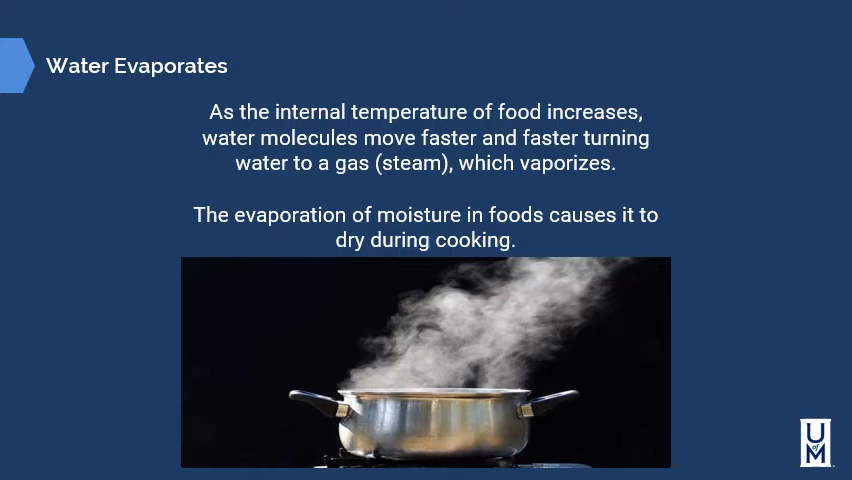 Water Evaporates
As the internal temperature of food increases,
water molecules move faster and faster turning
water to a gas (steam), which vaporizes.
The evaporation of moisture in foods causes it to
dry during cooking.
U
of
M